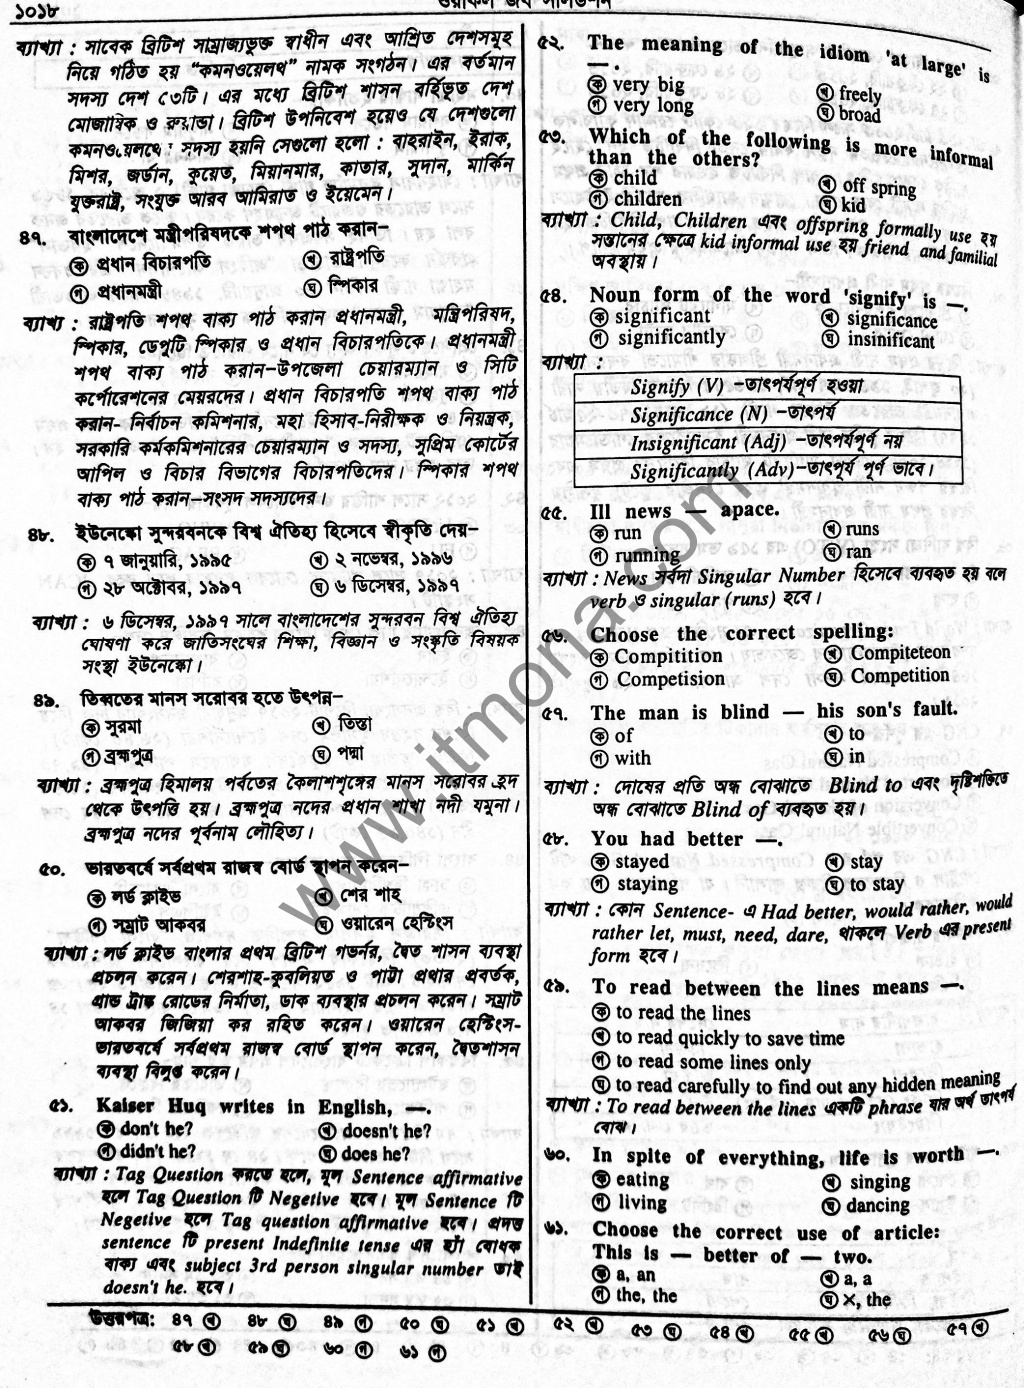 ১০১৮
ওয়ার্কিল জব সলিউশন
ব্যাখ্যা : সাবেক ব্রিটিশ সাম্রাজ্যভুক্ত স্বাধীন এবং আশ্রিত দেশসমূহ
নিয়ে গঠিত হয় “কমনওয়েলথ” নামক সংগঠন। এর বর্তমান
সদস্য দেশ ৫৩টি। এর মধ্যে ব্রিটিশ শাসন বর্হিভূত দেশ
মোজাম্বিক ও রুয়ান্ডা। ব্রিটিশ উপনিবেশ হয়েও যে দেশগুলো
কমনওয়েলথে সদস্য হয়নি সেগুলো হলো : বাহরাইন, ইরাক,
মিশর, জর্ডান, কুয়েত, মিয়ানমার, কাতার, সুদান, মার্কিন
যুক্তরাষ্ট্র, সংযুক্ত আরব আমিরাত ও ইয়েমেন।
৪৭. বাংলাদেশে মন্ত্রীপরিষদকে শপথ পাঠ করান–
ক প্রধান বিচারপতি খ রাষ্ট্রপতি
গ প্রধানমন্ত্রী ঘ স্পিকার
ব্যাখ্য : রাষ্ট্রপতি শপথ বাক্য পাঠ করান প্রধানমন্ত্রী, মন্ত্রিপরিষদ,
স্পিকার, ডেপুটি স্পিকার ও প্রধান বিচারপতিকে। প্রধানমন্ত্রী
শপথ বাক্য পাঠ করান–উপজেলা চেয়ারম্যান ও সিটি
কর্পোরেশনের মেয়রদের। প্রধান বিচারপতি শপথ বাক্য পাঠ
করান– নির্বাচন কমিশনার, মহা হিসাব-নিরীক্ষক ও নিয়ন্ত্রক,
সরকারি কর্মকমিশনারের চেয়ারম্যান ও সদস্য, সুপ্রিম কোর্টের
আপিল ও বিচার বিভাগের বিচারপতিদের। স্পিকার শপথ
বাক্য পাঠ করান–সংসদ সদস্যদের।
৪৮. ইউনেস্কো সুন্দরবনকে বিশ্ব ঐতিহ্য হিসেবে স্বীকৃতি দেয়–
ক ৭ জানুয়ারি, ১৯৯৫ খ ২ নভেম্বর, ১৯৯৬
গ ২৮ অক্টোবর, ১৯৯৭ ঘ ৬ ডিসেম্বর, ১৯৯৭
ব্যাখ্যা : ৬ ডিসেম্বর, ১৯৯৭ সালে বাংলাদেশের সুন্দরবন বিশ্ব ঐতিহ্য
ঘোষণা করে জাতিসংঘের শিক্ষা, বিজ্ঞান ও সংস্কৃতি বিষয়ক
সংস্থা ইউনেস্কো।
৪৯. তিব্বতের মানস সরোবর হতে উৎপন্ন–
ক সুরমা খ তিস্তা
গ ব্রহ্মপুত্র ঘ পদ্মা
ব্যাখ্যা : ব্রহ্মপুত্র হিমালয় পর্বতের কৈলাশশৃঙ্গের মানস সরোবর হ্রদ
থেকে উৎপত্তি হয়। ব্রহ্মপুত্র নদের প্রধান শাখা নদী যমুনা।
ব্রহ্মপুত্র নদের পূর্বনাম লৌহিত্য।
৫০. ভারতবর্ষে সর্বপ্রথম রাজস্ব বোর্ড স্থাপন করেন–
ক লর্ড ক্লাইভ খ শের শাহ
গ সম্রাট আকবর ঘ ওয়ারেন হেস্টিংস
ব্যাখ্যা : লর্ড ক্লাইভ বাংলার প্রথম ব্রিটিশ গভর্নর, দ্বৈত শাসন ব্যবস্থা
প্রচলন করেন। শেরশাহ-কবুলিয়ত ও পাট্টা প্রথার প্রবর্তক,
গ্রান্ড ট্রাঙ্ক রোডের নির্মাতা, ডাক ব্যবস্থার প্রচলন করেন। সম্রাট
আকবর জিজিয়া কর রহিত করেন। ওয়ারেন হেস্টিংস-
ভারতবর্ষে সর্বপ্রথম রাজস্ব বোর্ড স্থাপন করেন, দ্বৈতশাসন
ব্যবস্থা বিলুপ্ত করেন।
৫১. Kaiser Huq writes in English, —.
ক don't he? খ doesn't he?
গ didn't he? ঘ does he?
ব্যাখ্যা : Tag Question করতে হলে, মূল Sentence affirmative
হলে Tag Question টি Negetive হবে। মূল Sentence টি
Negetive হলে Tag question affirmative হবে। প্রদত্ত
sentence টি present Indefinite tense এর হ্যাঁ বোধক
বাক্য এবং subject 3rd person singular number তাই
doesn't he. হবে।
৫২. The meaning of the idiom 'at large' is
—.
ক very big খ freely
গ very long ঘ broad
৫৩. Which of the following is more informal
than the others?
ক child খ off spring
গ children ঘ kid
ব্যাখ্যা : Child, Children এবং offspring formally use হয়
সন্তানের ক্ষেত্রে kid informal use হয় friend and familial
অবস্থায়।
৫৪. Noun form of the word 'signify' is —.
ক significant খ significance
গ significantly ঘ insinificant
ব্যাখ্যা :
Signify (V) –তাৎপর্যপূর্ণ হওয়া
Significance (N) –তাৎপর্য
Insignificant (Adj) –তাৎপর্যপূর্ণ নয়
Significantly (Adv)–তাৎপূর্য পূর্ণ ভাবে।
৫৫. Ill news — apace.
ক run খ runs
গ running ঘ ran
ব্যাখ্যা : News সর্বদা Singular Number হিসেবে ব্যবহৃত হয় বলে
verb ও singular (runs) হবে।
৫৬. Choose the correct spelling:
ক Compitition খ Compiteteon
গ Competision ঘ Competition
৫৭. The man is blind — his son's fault.
ক of খ to
গ with ঘ in
ব্যাখ্যা : দোষের প্রতি অন্ধ বোঝাতে Blind to এবং দৃষ্টিশক্তিতে
অন্ধ বোঝাতে Blind of ব্যবহৃত হয়।
৫৮. You had better —.
ক stayed খ stay
গ staying ঘ to stay
ব্যাখ্যা : কোন Sentence- এ Had better, would rather, would
rather let, must, need, dare, থাকলে Verb এর present
form হবে।
৫৯. To read between the lines means —.
ক to read the lines
খ to read quickly to save time
গ to read some lines only
ঘ to read carefully to find out any hidden meaning
ব্যাখ্যা : To read between the lines একটি phrase যার অর্থ তাৎপর্য
বোঝ।
৬০. In spite of everything, life is worth —.
ক eating খ singing
গ living ঘ dancing
৬১. Choose the correct use of article:
This is — better of — two.
ক a, an খ a, a
গ the, the ঘ ×, the
উত্তরপত্র: ৪৭ খ ৪৮ ঘ ৪৯ গ ৫০ ঘ ৫১ খ ৫২ খ ৫৩ ঘ ৫৪ খ ৫৫ খ ৫৬ ঘ ৫৭ খ
৫৮ খ ৫৯ ঘ ৬০ গ ৬১ গ
www.itmona.com